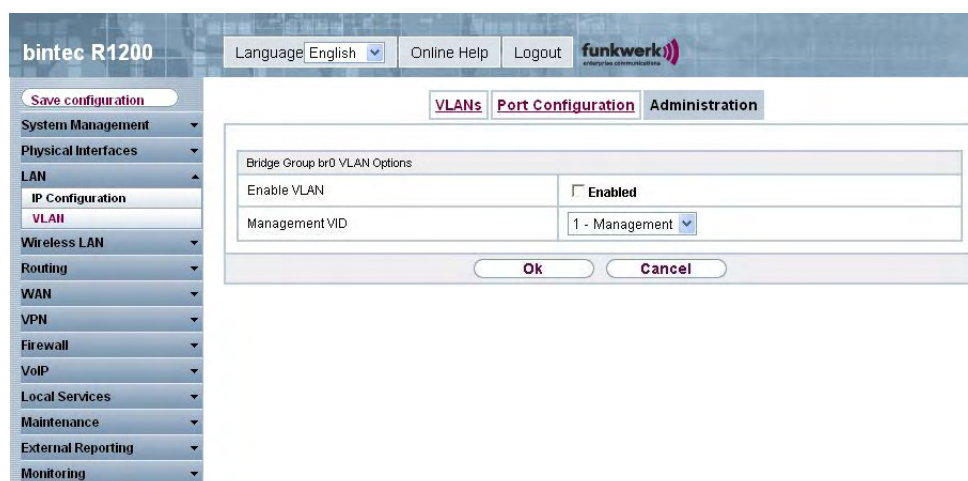 bintec R1200
Language English Online Help Logout funkwerk
enterprise communications
Save configuration
System Management
Physical Interfaces
LAN
IP Configuration
VLAN
Wireless LAN
Routing
WAN
VPN
Firewall
VoIP
Local Services
Maintenance
External Reporting
Monitoring
VLANs Port Configuration Administration
Bridge Group br0 VLAN Options
Enable VLAN Enabled
Management VID 1 - Management
Ok Cancel